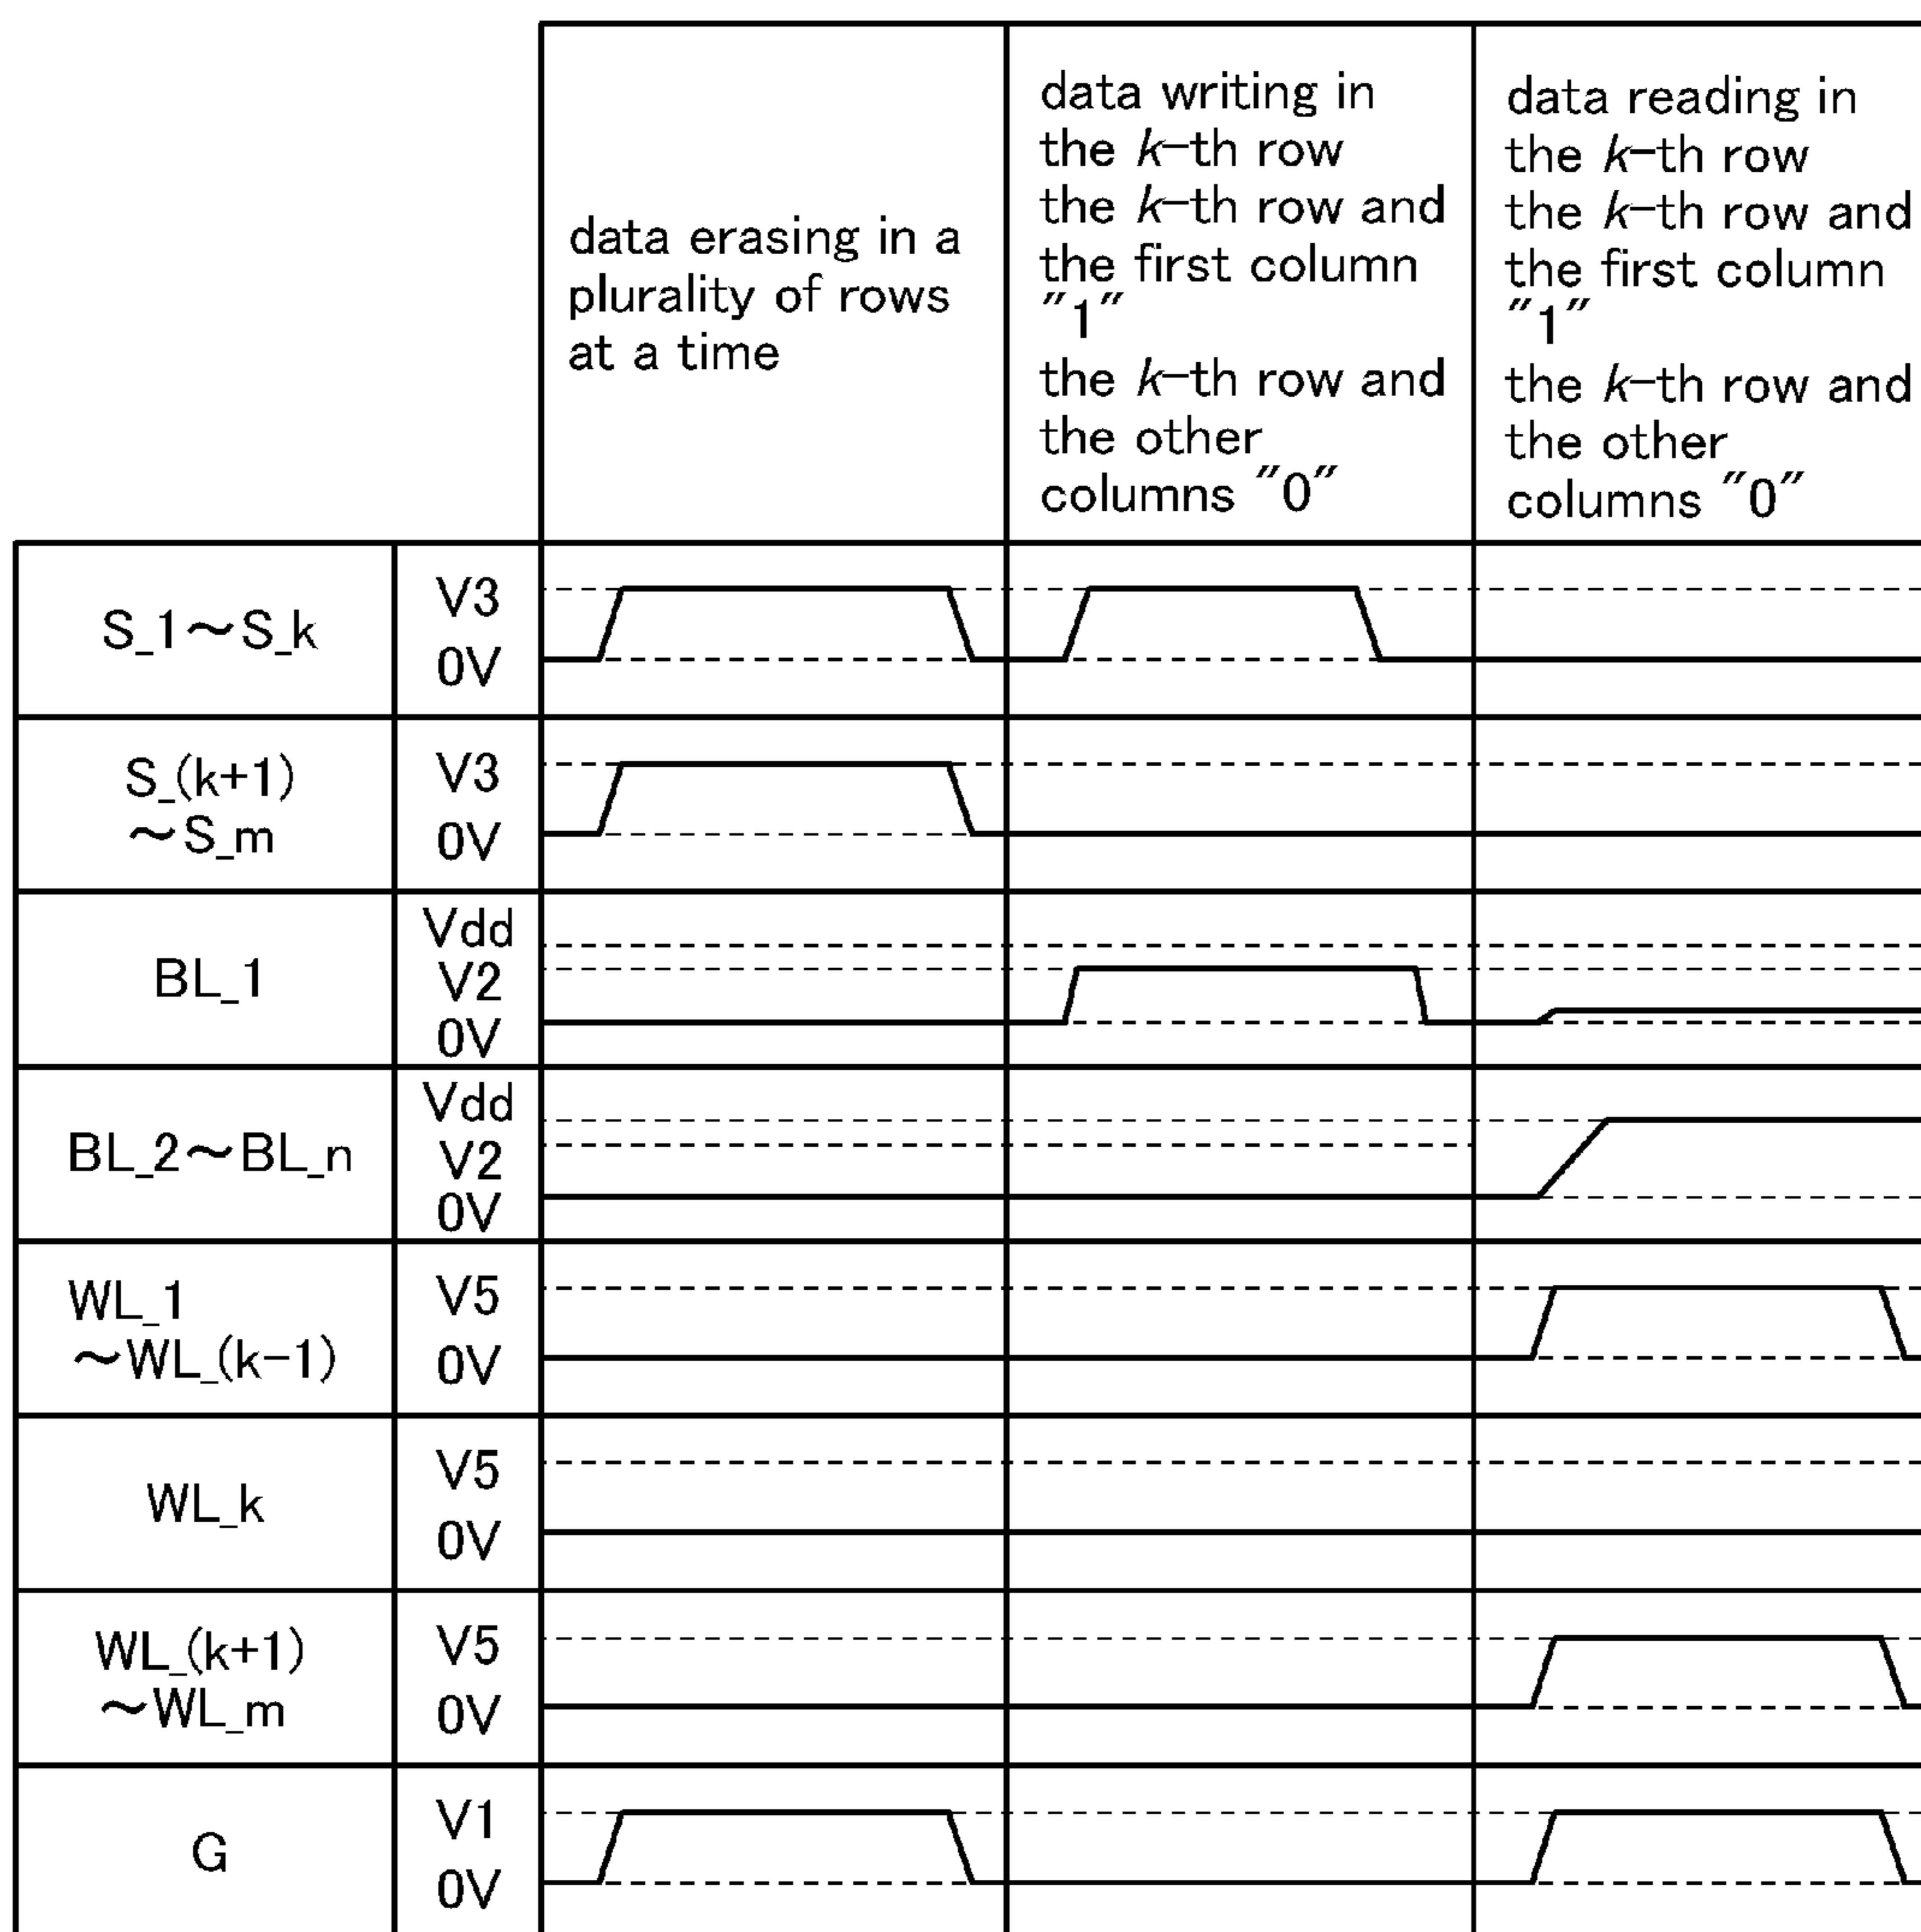 data erasing in a
plurality of rows
at a time
data writing in
the k-th row
the k-th row and
the first column
"1"
the k-th row and
the other
columns "0"
data reading in
the k-th row
the k-th row and
the first column
"1"
the k-th row and
the other
columns "0"
S_1～S_k
V3
0V
S_(k+1)
～S_m
V3
0V
BL_1
Vdd
V2
0V
BL_2～BL_n
Vdd
V2
0V
WL_1
～WL_(k-1)
V5
0V
WL_k
V5
0V
WL_(k+1)
～WL_m
V5
0V
G
V1
0V